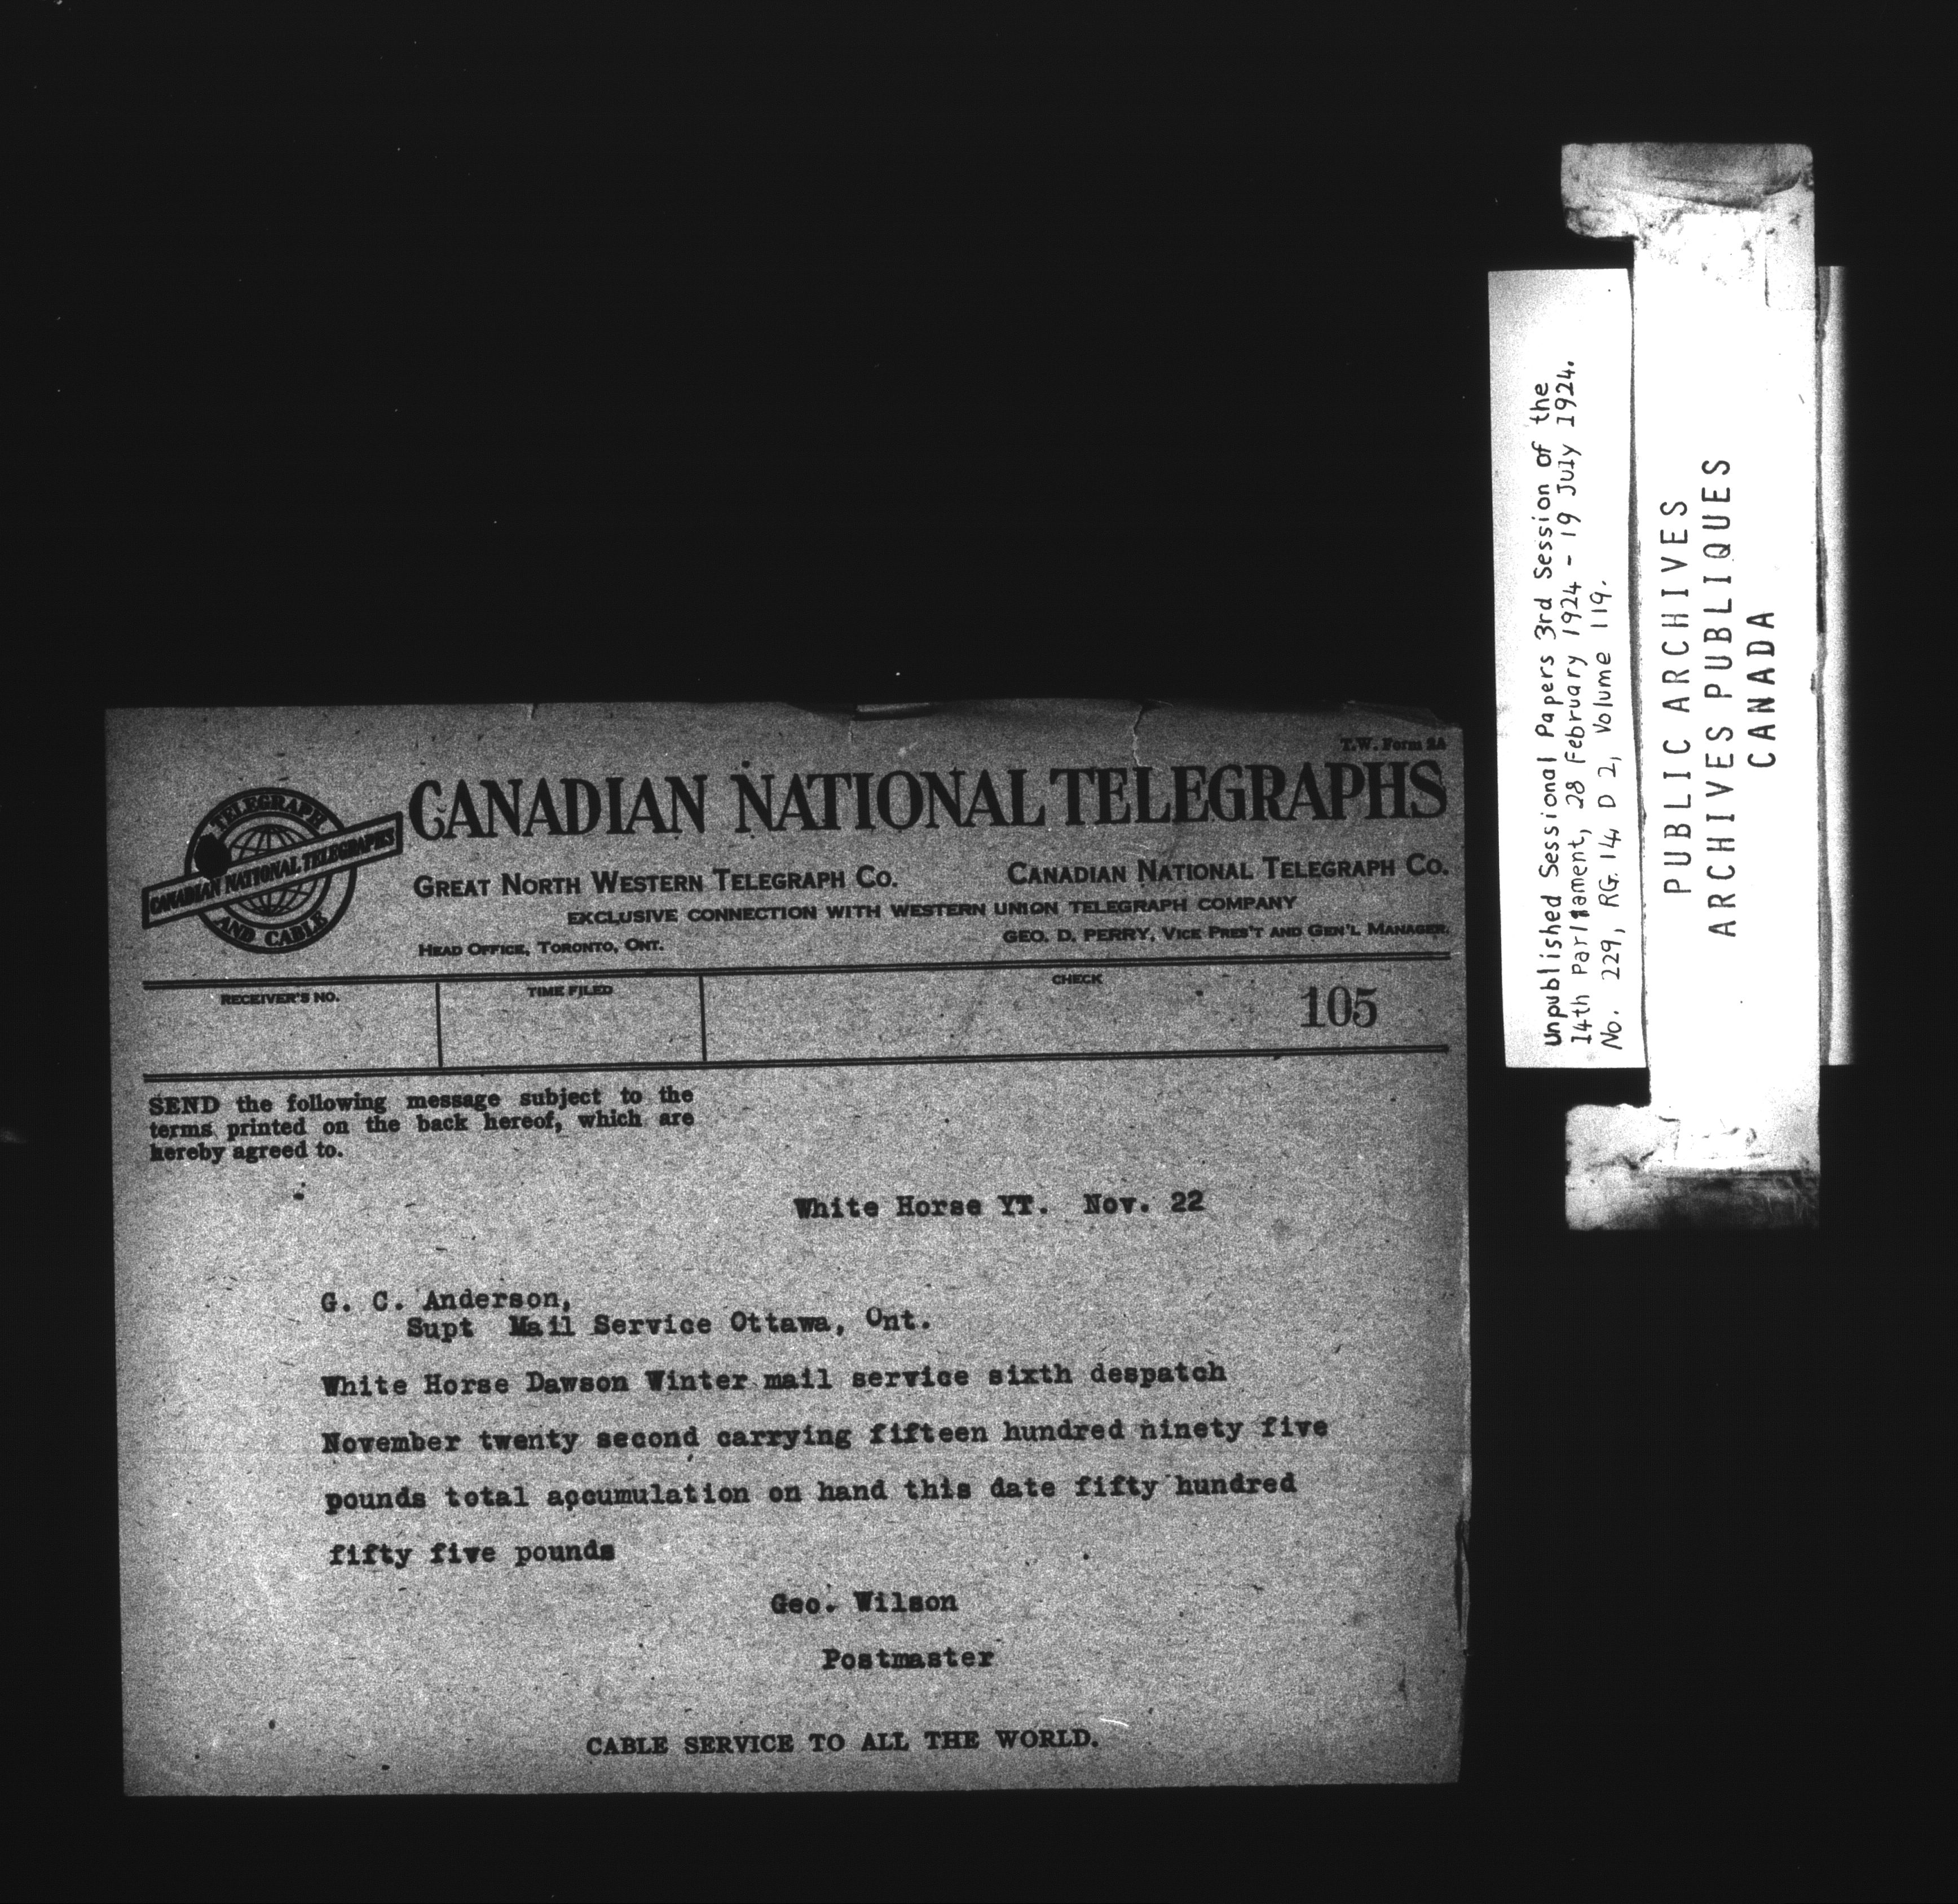 T.W. Form 2A
TELEGRAPH
CANADIAN NATIONAL TELEGRAPHS
AND CABLE
CANADIAN NATIONAL TELEGRAPHS
GREAT NORTH WESTERN TELEGRAPH CO. CANADIAN NATIONAL TELEGRAPH CO.
EXCLUSIVE CONNECTION WITH WESTERN UNION TELEGRAPH COMPANY
HEAD OFFICE, TORONTO, ONT. GEO. D. PERRY, VICE PRES'T AND GEN'L MANAGER.
RECEIVER'S NO. TIME FILED CHECK
105
SEND the following message subject to the
terms printed on the back hereof, which are
hereby agreed to.
White Horse YT. Nov. 22
G. C. Anderson,
Supt Mail Service Ottawa, Ont.
White Horse Dawson Winter mail service sixth despatch
November twenty second carrying fifteen hundred ninety five
pounds total accumulation on hand this date fifty hundred
fifty five pounds
Geo. Wilson
Postmaster
CABLE SERVICE TO ALL THE WORLD.
Unpublished Sessional Papers 3rd Session of the
14th Parliament, 28 February 1924 - 19 July 1924.
No. 229, RG. 14, D 2, Volume 119.
PUBLIC ARCHIVES
ARCHIVES PUBLIQUES
CANADA